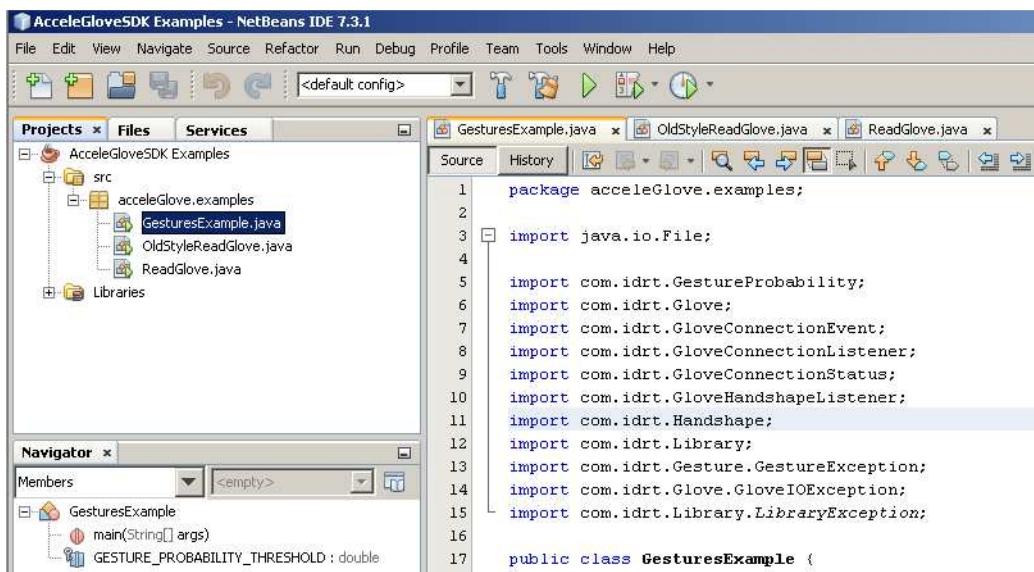 AcceleGloveSDK Examples - NetBeans IDE 7.3.1
File Edit View Navigate Source Refactor Run Debug Profile Team Tools Window Help
<default config>
Projects Files Services
AcceleGloveSDK Examples
src
acceleGlove.examples
GesturesExample.java
OldStyleReadGlove.java
ReadGlove.java
Libraries
Navigator
Members <empty>
GesturesExample
main(String[] args)
GESTURE_PROBABILITY_THRESHOLD : double
GesturesExample.java OldStyleReadGlove.java ReadGlove.java
Source History
1 package acceleGlove.examples;
2
3 import java.io.File;
4
5 import com.idrt.GestureProbability;
6 import com.idrt.Glove;
7 import com.idrt.GloveConnectionEvent;
8 import com.idrt.GloveConnectionListener;
9 import com.idrt.GloveConnectionStatus;
10 import com.idrt.GloveHandshapeListener;
11 import com.idrt.Handshape;
12 import com.idrt.Library;
13 import com.idrt.Gesture.GestureException;
14 import com.idrt.Glove.GloveIOException;
15 import com.idrt.Library.LibraryException;
16
17 public class GesturesExample {